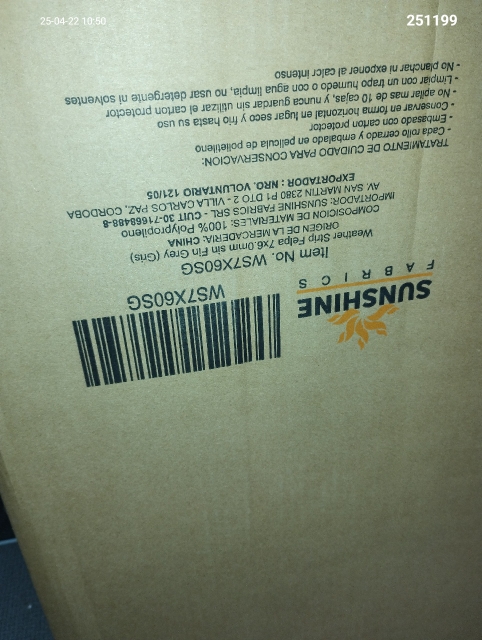 25-04-22 10:50
251199
SUNSHINE
FABRICS
WS7X60SG
Item No. WS7X60SG
Weather Strip Felpa 7x6.0mm sin Fin Grey (Gris)
ORIGEN DE LA MERCADERIA: CHINA
COMPOSICION DE MATERIALES: 100% Polypropileno
IMPORTADOR: SUNSHINE FABRICS SRL - CUIT 30-71668488-8
AV. SAN MARTIN 2380 P1 DTO 2 - VILLA CARLOS PAZ, CORDOBA
EXPORTADOR : NRO. VOLUNTARIO 121/05
TRATAMIENTO DE CUIDADO PARA CONSERVACION:
- Cada rollo cerrado y embalado en pelicula de polietileno
- Embasado con carton protector
- Conservar en forma horizontal en lugar seco y frio y hasta su uso
- No apilar mas de 10 cajas, y nunca guardar sin utilizar el carton protector
- Limpiar con un trapo humedo o con agua limpia, no usar detergente ni solventes
- No planchar ni exponer al calor intenso